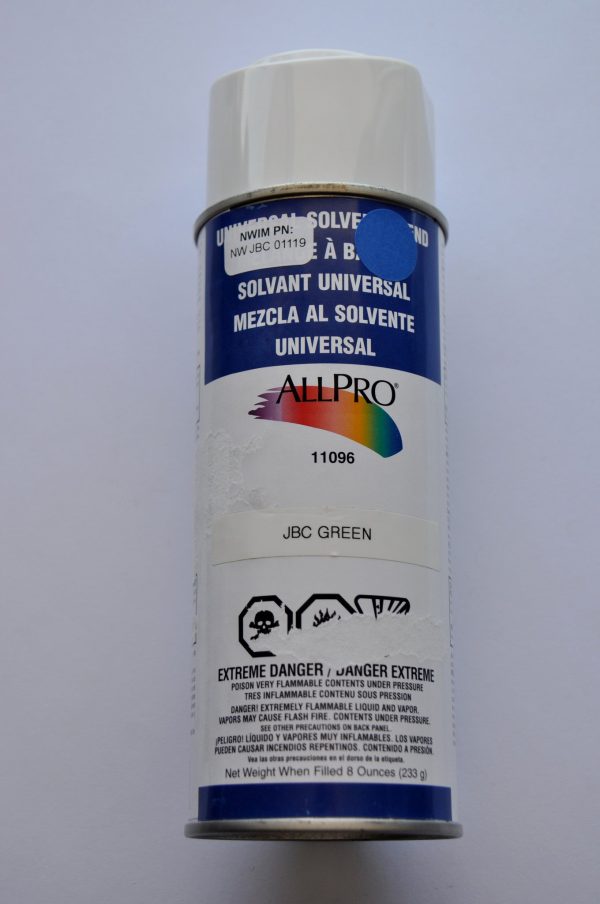 NWIM PN:
NW JBC 01119
SOLVANT UNIVERSAL
MEZCLA AL SOLVENTE
UNIVERSAL
ALLPRO®
11096
JBC GREEN
EXTREME DANGER / DANGER EXTREME
POISON VERY FLAMMABLE CONTENTS UNDER PRESSURE
TRES INFLAMMABLE CONTENU SOUS PRESSION
DANGER! EXTREMELY FLAMMABLE LIQUID AND VAPOR.
VAPORS MAY CAUSE FLASH FIRE. CONTENTS UNDER PRESSURE.
SEE OTHER PRECAUTIONS ON BACK PANEL.
¡PELIGRO! LÍQUIDO Y VAPORES MUY INFLAMABLES. LOS VAPORES
PUEDEN CAUSAR INCENDIOS REPENTINOS. CONTENIDO A PRESIÓN.
Vea las otras precauciones en el dorso de la etiqueta.
Net Weight When Filled 8 Ounces (233 g)